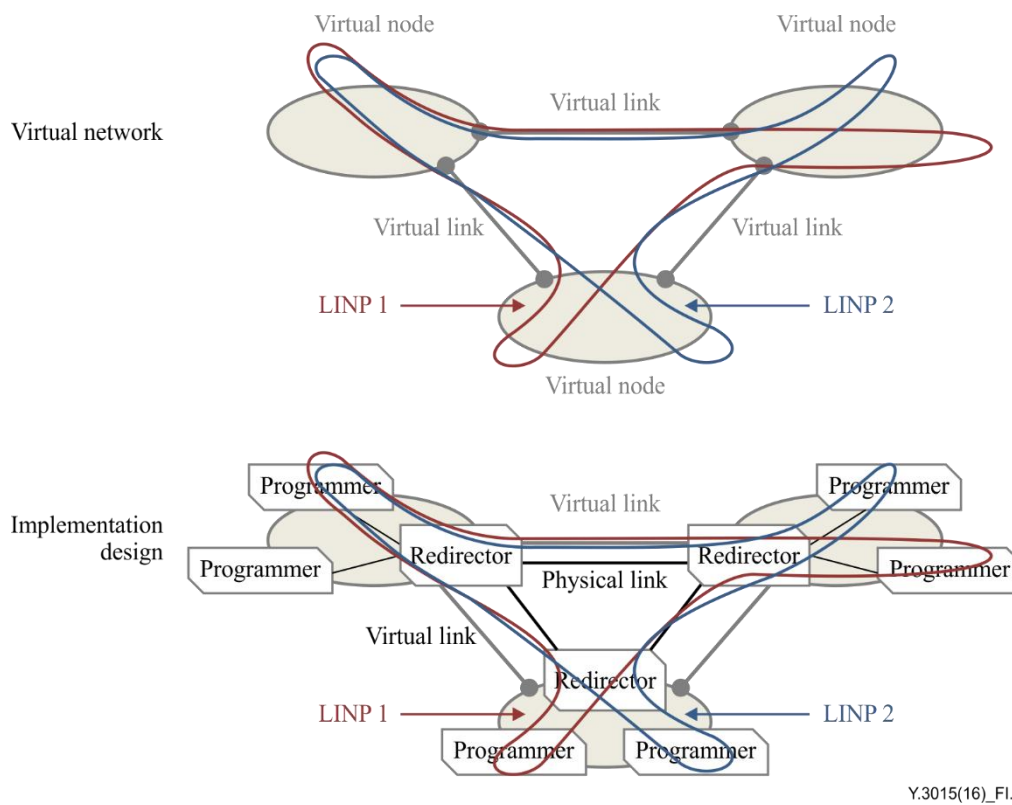 Virtual node
Virtual node
Virtual link
Virtual network
Virtual link
Virtual link
LINP 1
LINP 2
Virtual node
Programmer
Programmer
Virtual link
Implementation
design
Redirector
Redirector
Programmer
Physical link
Programmer
Virtual link
Redirector
LINP 1
LINP 2
Programmer
Programmer
Y.3015(16)_FI.